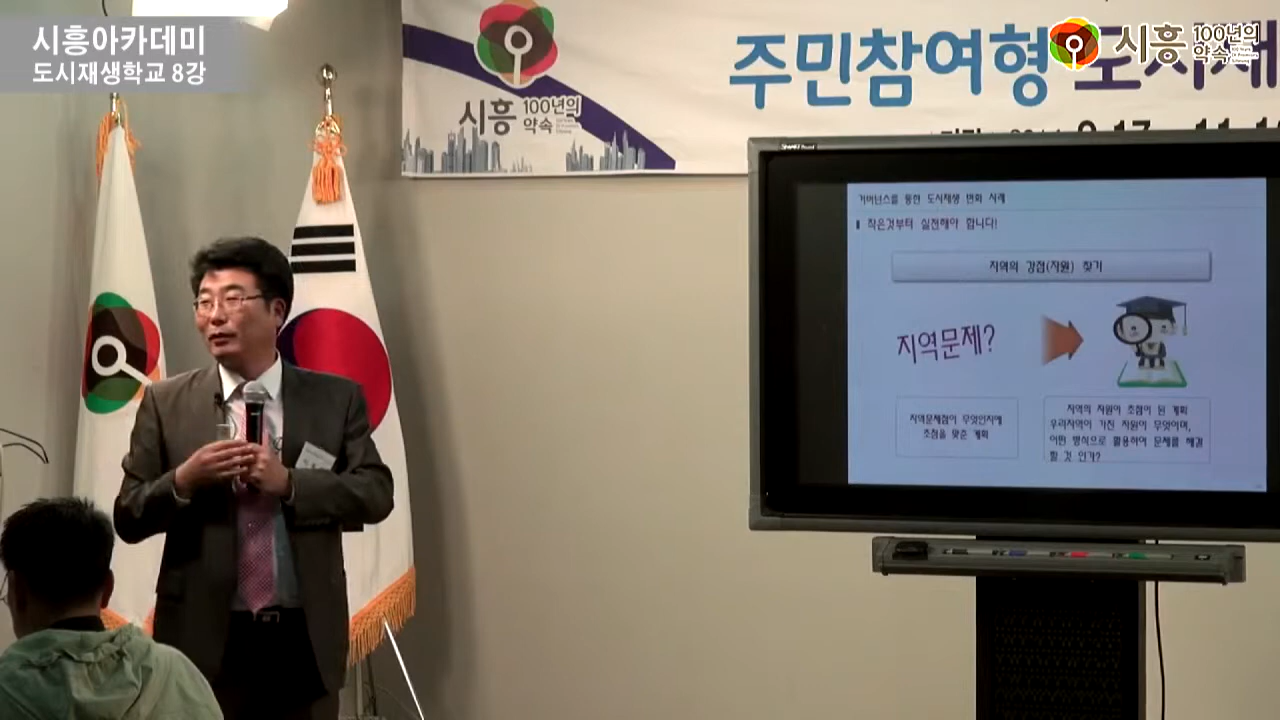 시흥아카데미
도시재생학교 8강
시흥 100년의
약속
주민참여형 도시재
시흥 100년의
약속
거버넌스를 통한 도시재생 변화 사례
작은것부터 실천해야 합니다!
지역의 강점(자원) 찾기
지역문제?
지역문제점이 무엇인지에
초점을 맞춘 계획
지역의 자원이 초점이 된 계획
우리지역이 가진 자원이 무엇이며,
어떤 방식으로 활용하여 문제를 해결
할 것 인가?